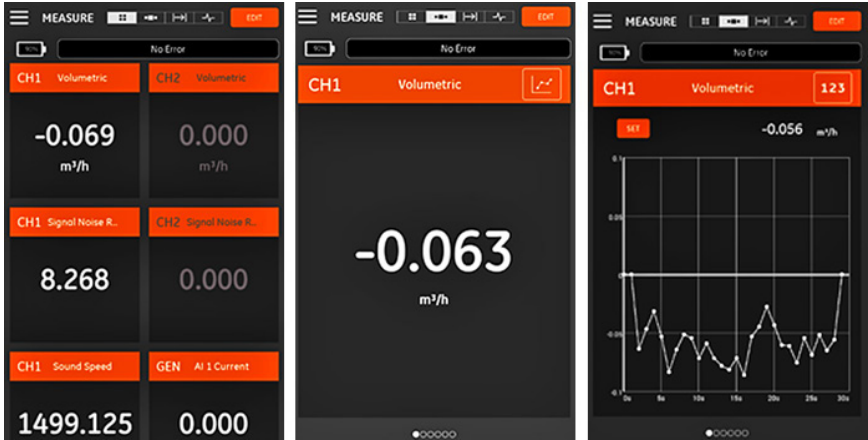 MEASURE EDIT
90% No Error
CH1 Volumetric
-0.069
m³/h
CH2 Volumetric
0.000
m³/h
CH1 Signal Noise R..
8.268
CH2 Signal Noise R..
0.000
CH1 Sound Speed
1499.125
GEN AI 1 Current
0.000
MEASURE EDIT
90% No Error
CH1 Volumetric
-0.063
m³/h
MEASURE EDIT
90% No Error
CH1 Volumetric 123
SET -0.056 m³/h
0.1
0.05
0
-0.05
-0.1
0s 5s 10s 15s 20s 25s 30s